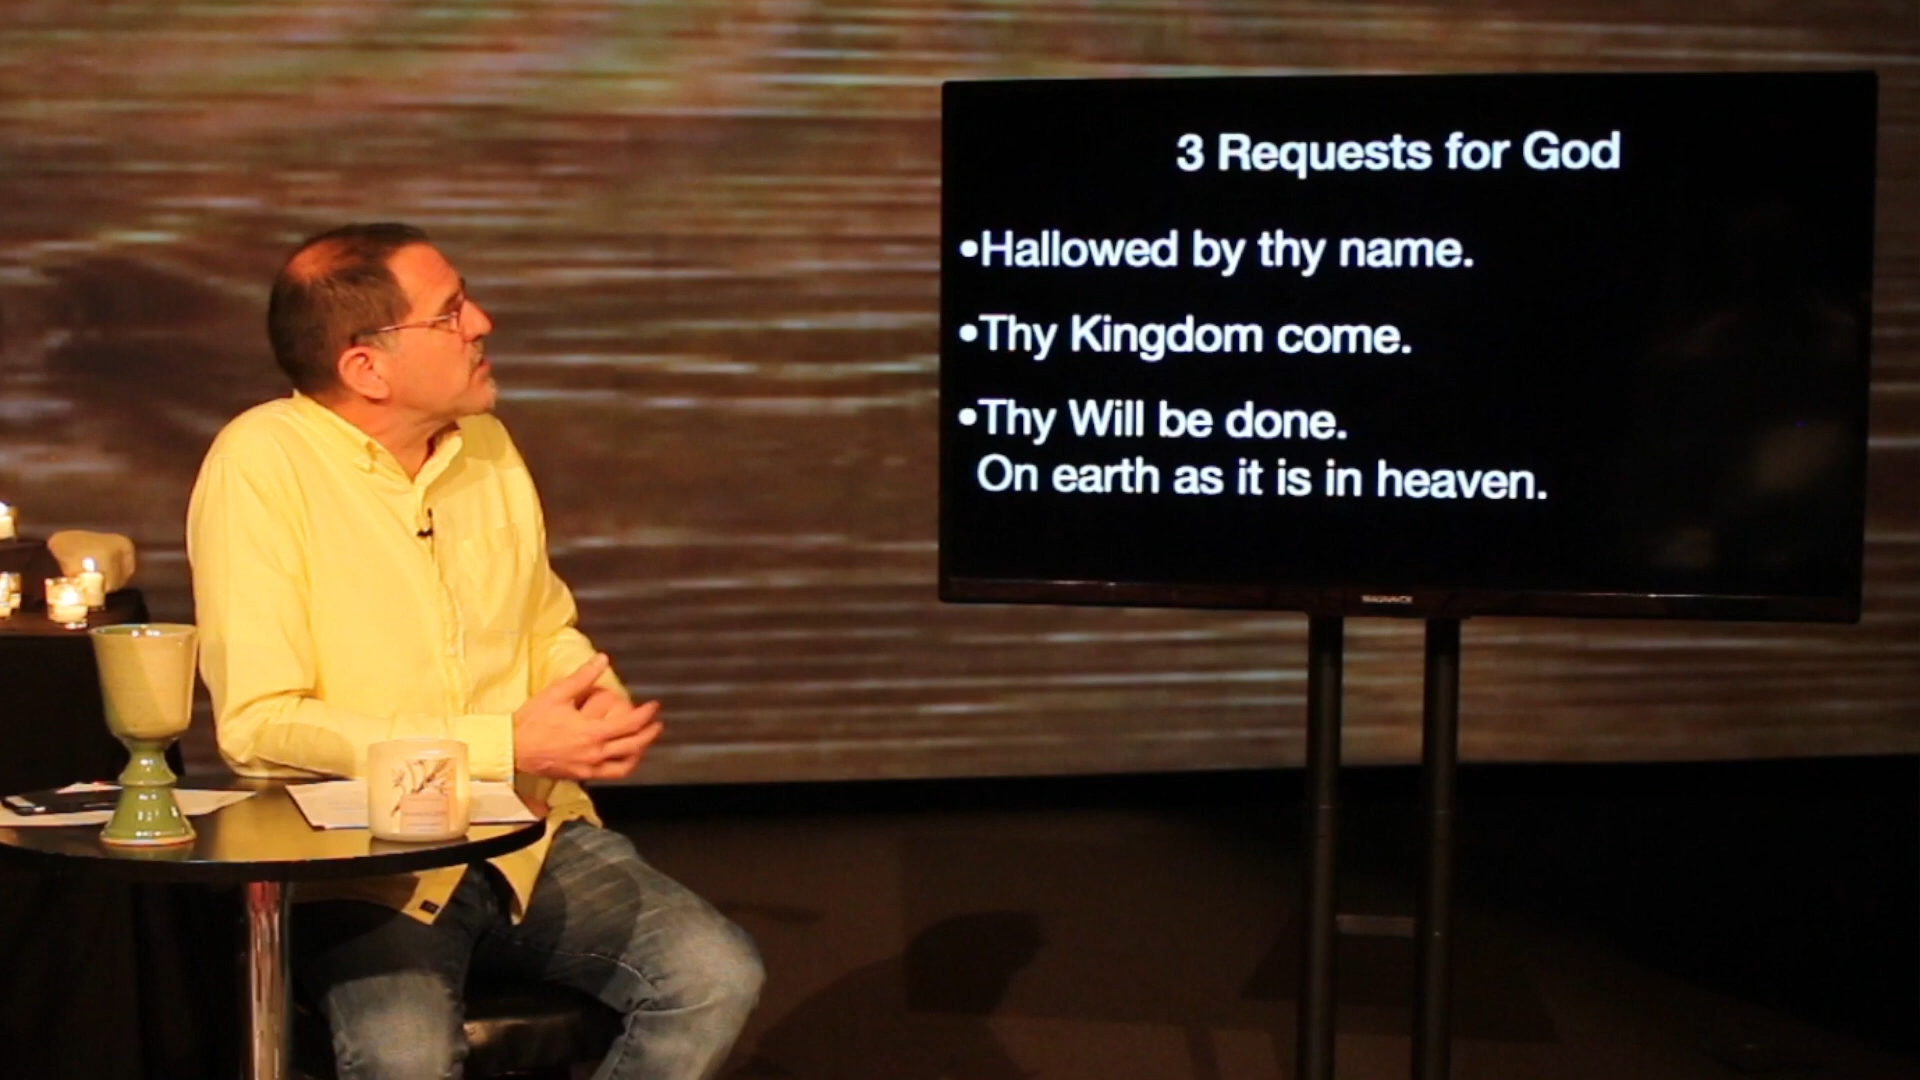 3 Requests for God
•Hallowed by thy name.
•Thy Kingdom come.
•Thy Will be done.
On earth as it is in heaven.
MAGNAVOX